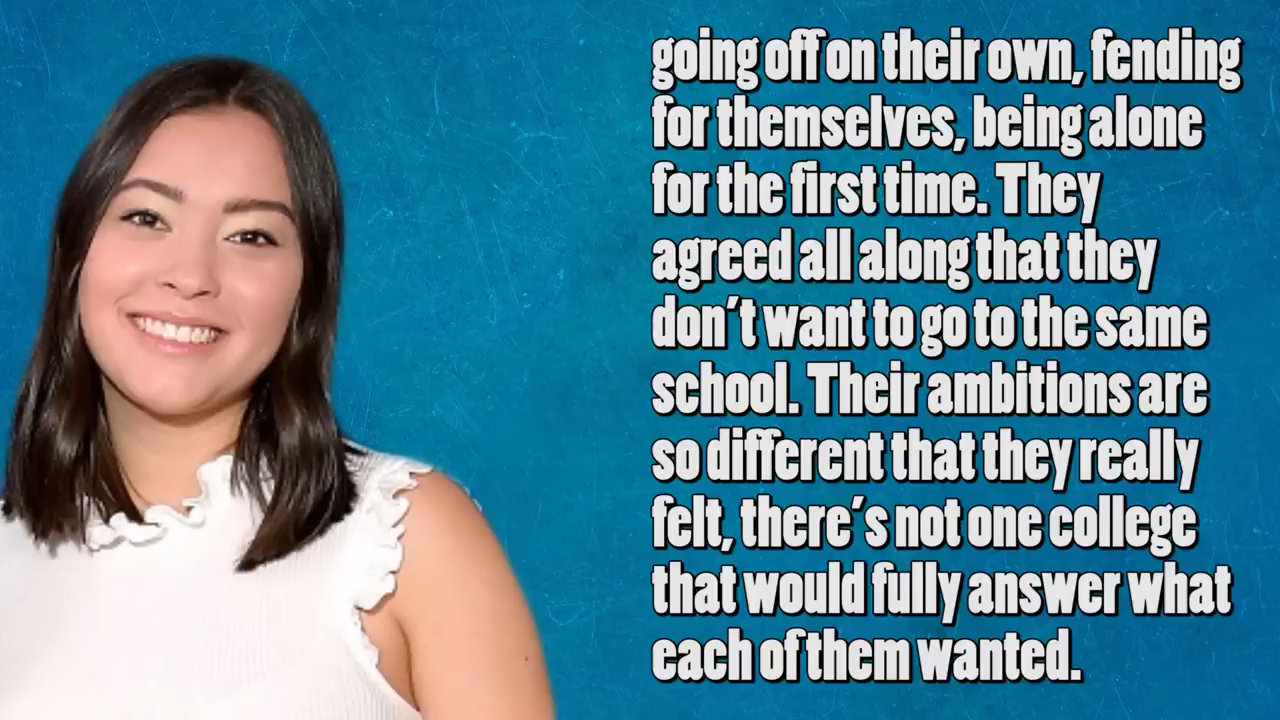 going off on their own, fending
for themselves, being alone
for the first time. They
agreed all along that they
don't want to go to the same
school. Their ambitions are
so different that they really
felt, there's not one college
that would fully answer what
each of them wanted.